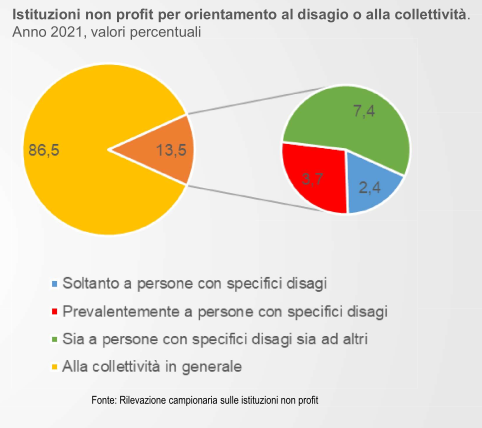 Istituzioni non profit per orientamento al disagio o alla collettività.
Anno 2021, valori percentuali
86,5
13,5
7,4
3,7
2,4
Soltanto a persone con specifici disagi
Prevalentemente a persone con specifici disagi
Sia a persone con specifici disagi sia ad altri
Alla collettività in generale
Fonte: Rilevazione campionaria sulle istituzioni non profit